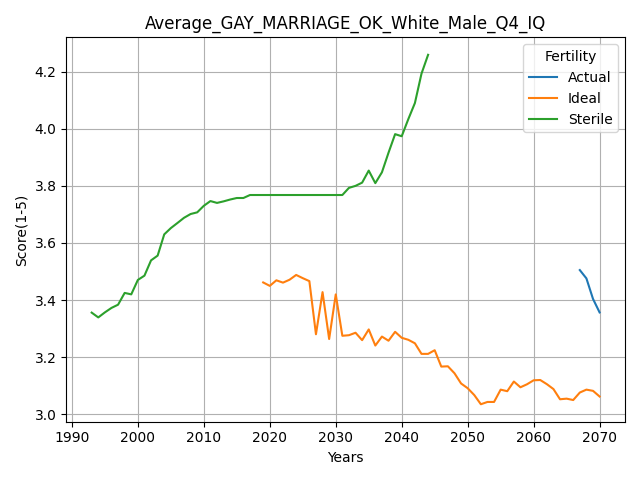 Average_GAY_MARRIAGE_OK_White_Male_Q4_IQ
Fertility
Actual
Ideal
Sterile
Score(1-5)
4.2
4.0
3.8
3.6
3.4
3.2
3.0
1990 2000 2010 2020 2030 2040 2050 2060 2070
Years